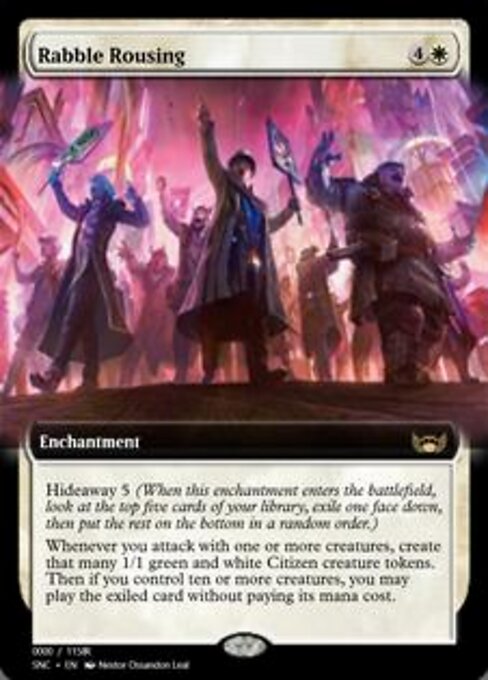 Rabble Rousing 4
Enchantment
Hideaway 5 (When this enchantment enters the battlefield,
look at the top five cards of your library, exile one face down,
then put the rest on the bottom in a random order.)
Whenever you attack with one or more creatures, create
that many 1/1 green and white Citizen creature tokens.
Then if you control ten or more creatures, you may
play the exiled card without paying its mana cost.
SNC • EN Nestor Ossandon Leal